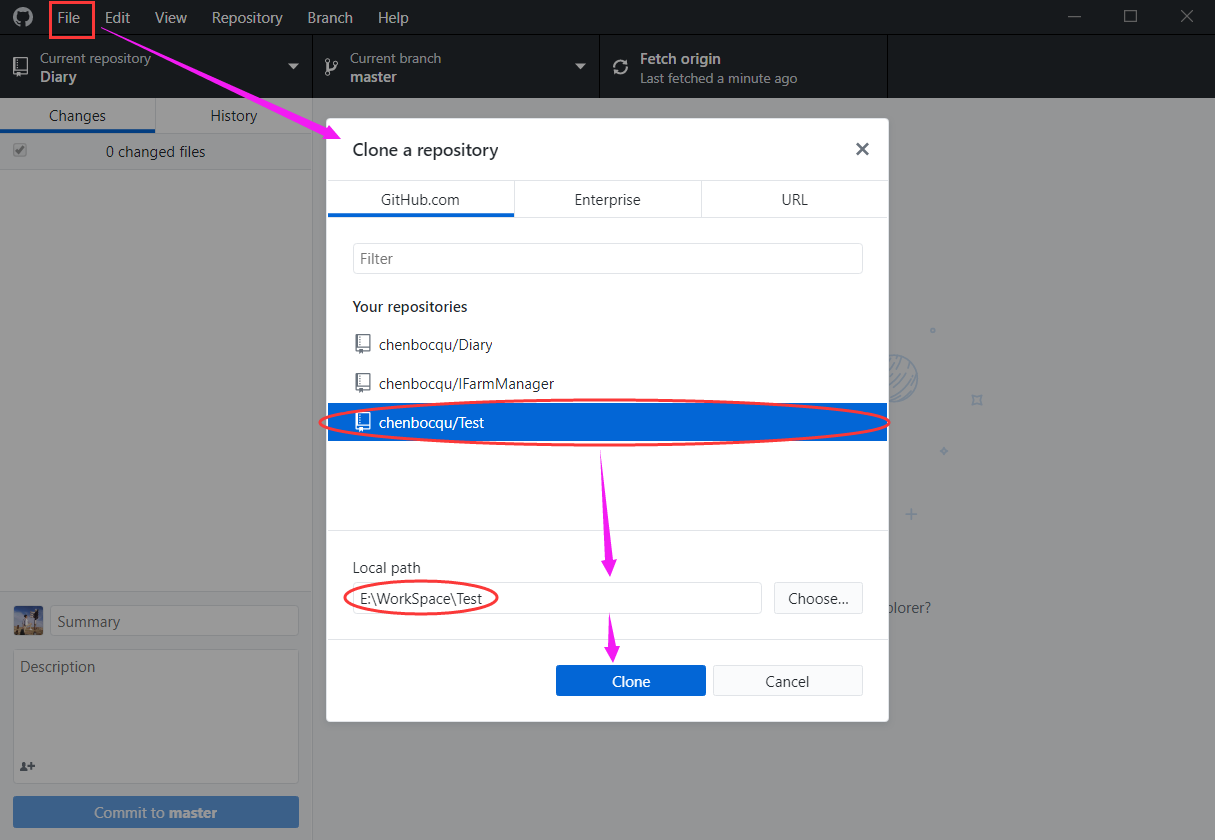 File Edit View Repository Branch Help
Current repository
Diary
Current branch
master
Fetch origin
Last fetched a minute ago
Changes History
0 changed files
Clone a repository
GitHub.com Enterprise URL
Filter
Your repositories
chenbocqu/Diary
chenbocqu/IFarmManager
chenbocqu/Test
Local path
E:\WorkSpace\Test
Choose...
plorer?
Clone Cancel
Summary
Description
Commit to master